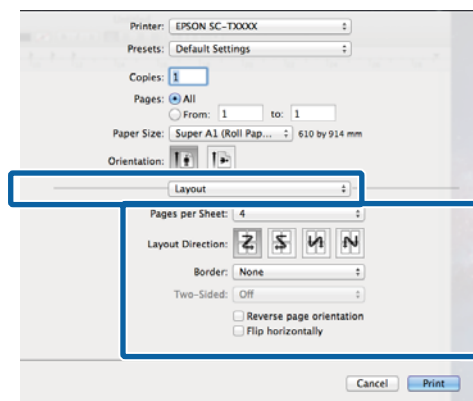 Printer: EPSON SC-TXXXX
Presets: Default Settings
Copies: 1
Pages: All
From: 1 to: 1
Paper Size: Super A1 (Roll Pap... 610 by 914 mm
Orientation:
Layout
Pages per Sheet: 4
Layout Direction:
Border: None
Two-Sided: Off
Reverse page orientation
Flip horizontally
Cancel Print